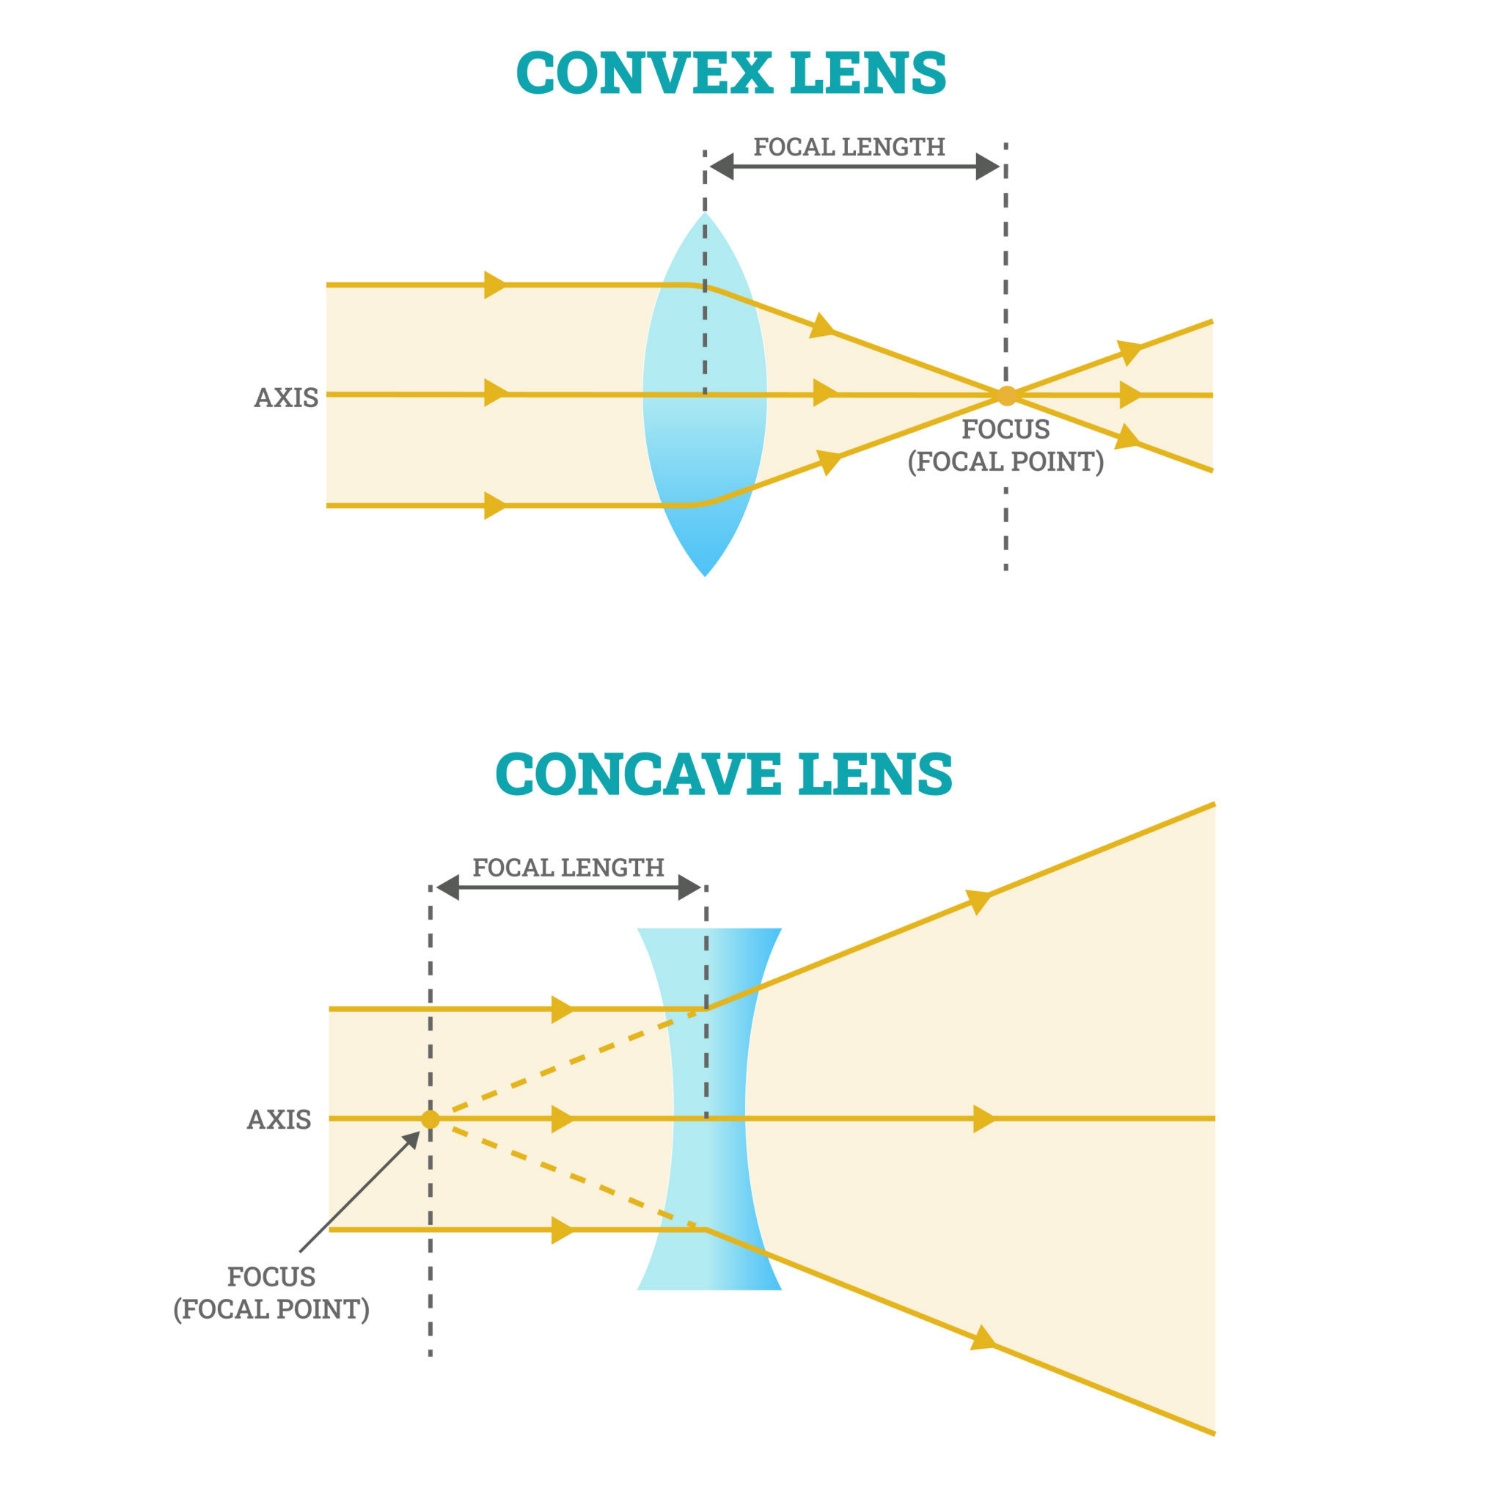 CONVEX LENS
FOCAL LENGTH
AXIS
FOCUS
(FOCAL POINT)
CONCAVE LENS
FOCAL LENGTH
AXIS
FOCUS
(FOCAL POINT)